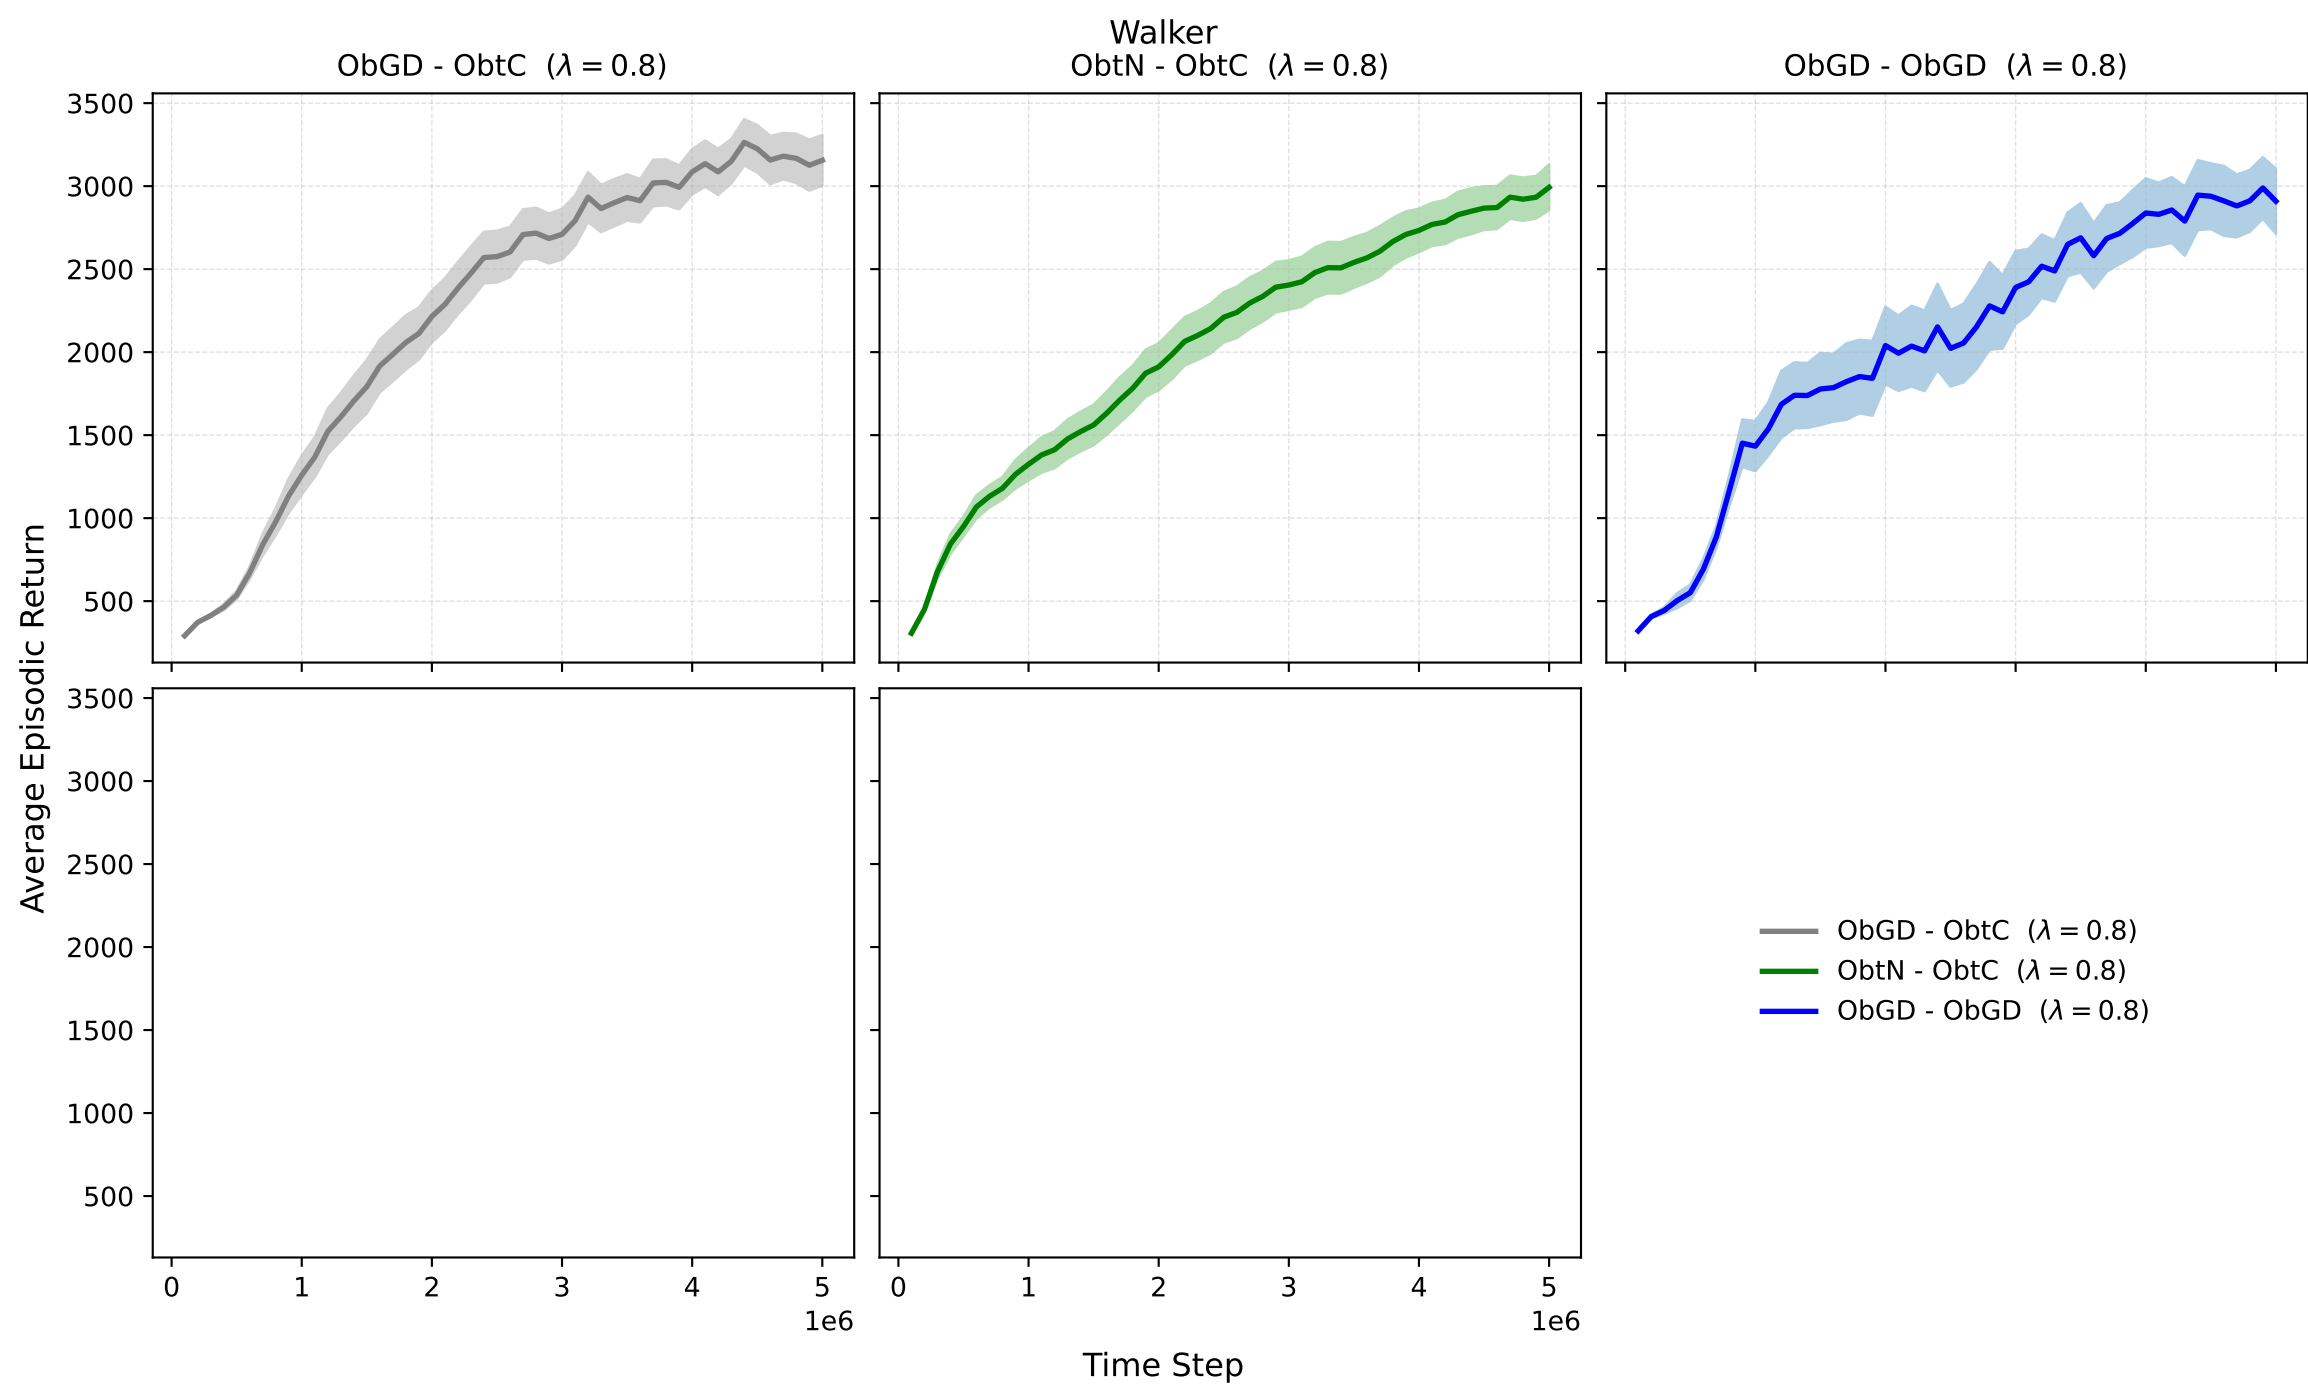 Walker
ObGD - ObtC (λ = 0.8)
ObtN - ObtC (λ = 0.8)
ObGD - ObGD (λ = 0.8)
3500
3000
2500
2000
1500
1000
500
Average Episodic Return
3500
3000
2500
2000
1500
1000
500
0 1 2 3 4 5
1e6
0 1 2 3 4 5
1e6
ObGD - ObtC (λ = 0.8)
ObtN - ObtC (λ = 0.8)
ObGD - ObGD (λ = 0.8)
Time Step